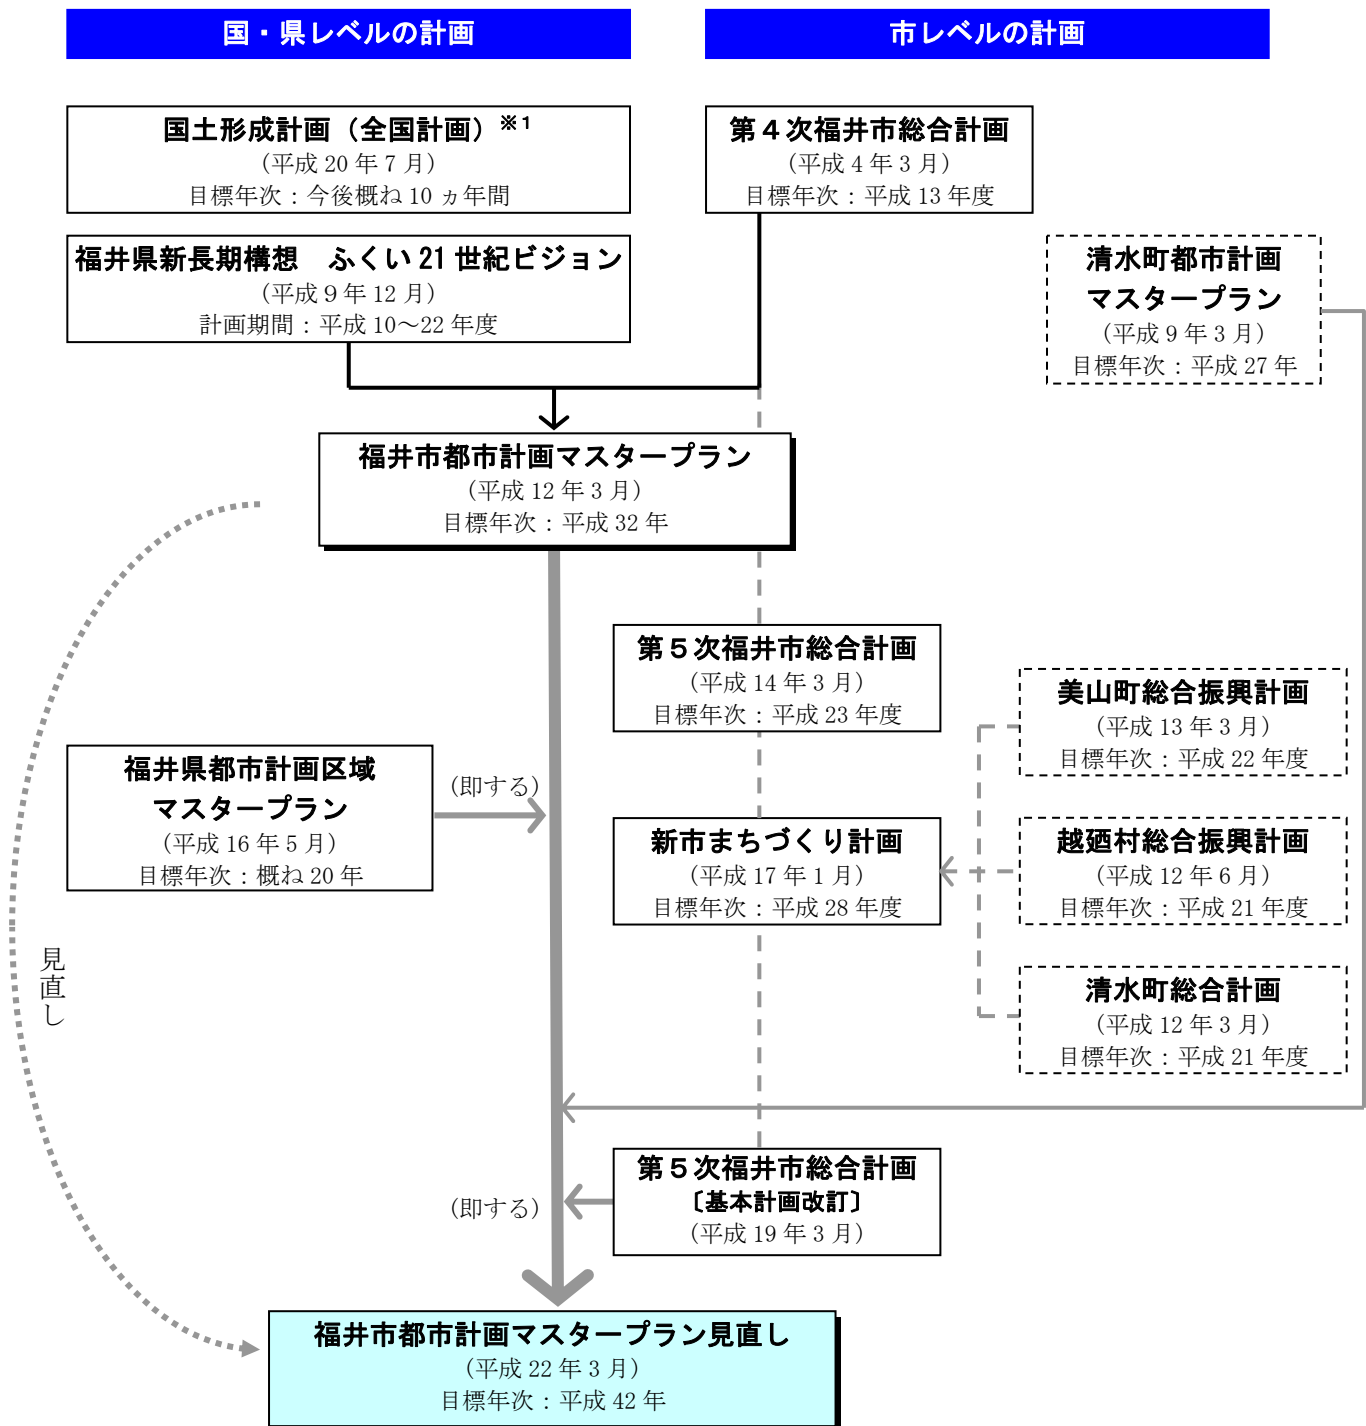 国・県レベルの計画
市レベルの計画
国土形成計画（全国計画）※1
（平成 20 年 7 月）
目標年次：今後概ね 10 ヵ年間
第４次福井市総合計画
（平成 4 年 3 月）
目標年次：平成 13 年度
福井県新長期構想　ふくい 21 世紀ビジョン
（平成 9 年 12 月）
計画期間：平成 10～22 年度
清水町都市計画
マスタープラン
（平成 9 年 3 月）
目標年次：平成 27 年
福井市都市計画マスタープラン
（平成 12 年 3 月）
目標年次：平成 32 年
第５次福井市総合計画
（平成 14 年 3 月）
目標年次：平成 23 年度
美山町総合振興計画
（平成 13 年 3 月）
目標年次：平成 22 年度
福井県都市計画区域
マスタープラン
（平成 16 年 5 月）
目標年次：概ね 20 年
（即する）
新市まちづくり計画
（平成 17 年 1 月）
目標年次：平成 28 年度
越廼村総合振興計画
（平成 12 年 6 月）
目標年次：平成 21 年度
見直し
清水町総合計画
（平成 12 年 3 月）
目標年次：平成 21 年度
第５次福井市総合計画
〔基本計画改訂〕
（平成 19 年 3 月）
（即する）
福井市都市計画マスタープラン見直し
（平成 22 年 3 月）
目標年次：平成 42 年